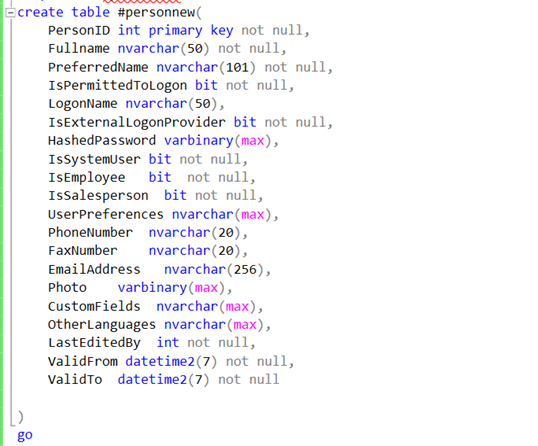 create table #personnew(
PersonID int primary key not null,
Fullname nvarchar(50) not null,
PreferredName nvarchar(101) not null,
IsPermittedToLogon bit not null,
LogonName nvarchar(50),
IsExternalLogonProvider bit not null,
HashedPassword varbinary(max),
IsSystemUser bit not null,
IsEmployee   bit  not null,
IsSalesperson  bit not null,
UserPreferences nvarchar(max),
PhoneNumber  nvarchar(20),
FaxNumber    nvarchar(20),
EmailAddress   nvarchar(256),
Photo    varbinary(max),
CustomFields  nvarchar(max),
OtherLanguages nvarchar(max),
LastEditedBy  int not null,
ValidFrom datetime2(7) not null,
ValidTo  datetime2(7) not null
)
go